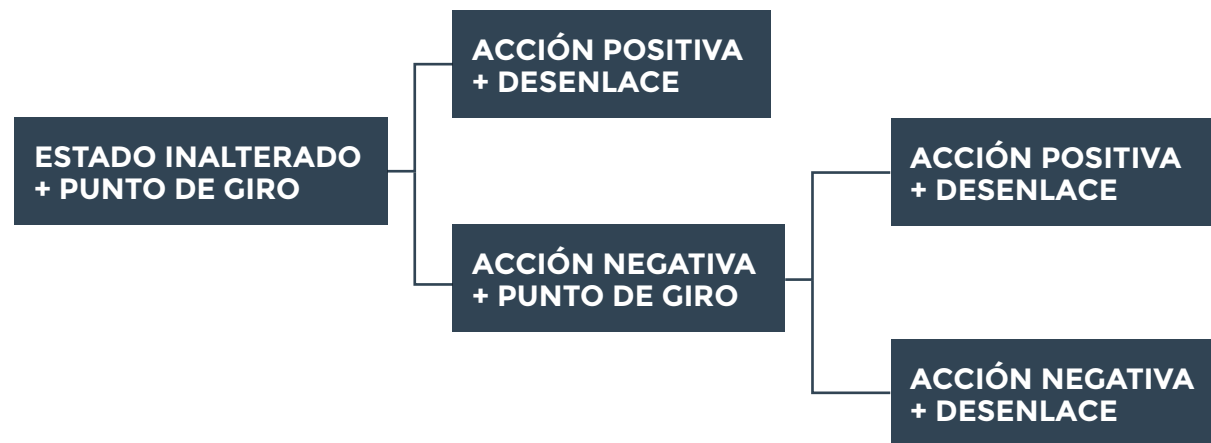 ESTADO INALTERADO
+ PUNTO DE GIRO
ACCIÓN POSITIVA
+ DESENLACE
ACCIÓN NEGATIVA
+ PUNTO DE GIRO
ACCIÓN POSITIVA
+ DESENLACE
ACCIÓN NEGATIVA
+ DESENLACE